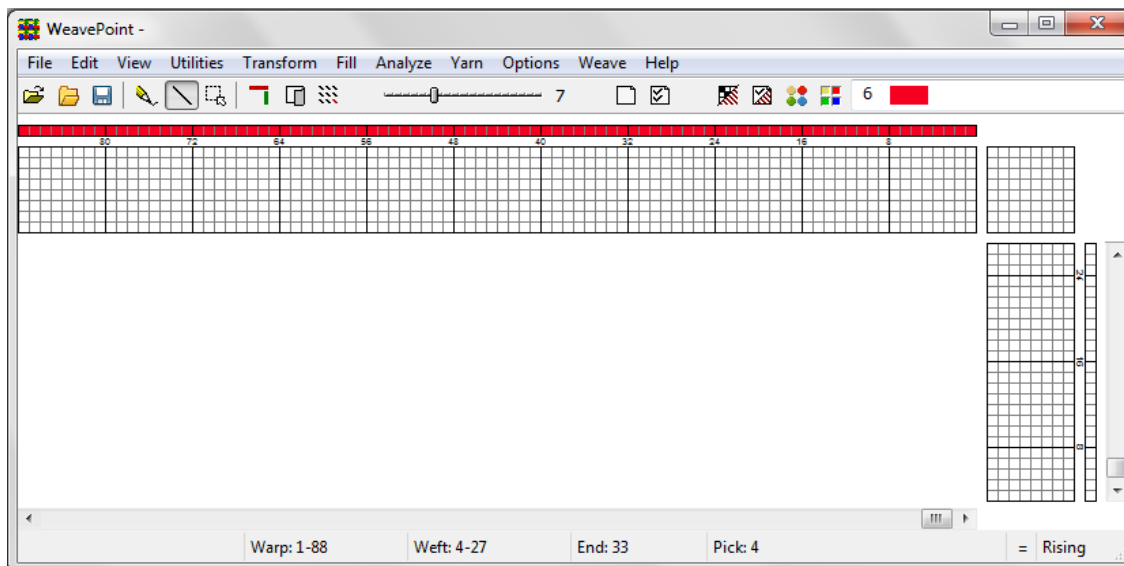 WeavePoint -
File Edit View Utilities Transform Fill Analyze Yarn Options Weave Help
7 6
80 72 64 56 48 40 32 24 16 8
24
16
8
Warp: 1-88 Weft: 4-27 End: 33 Pick: 4 = Rising